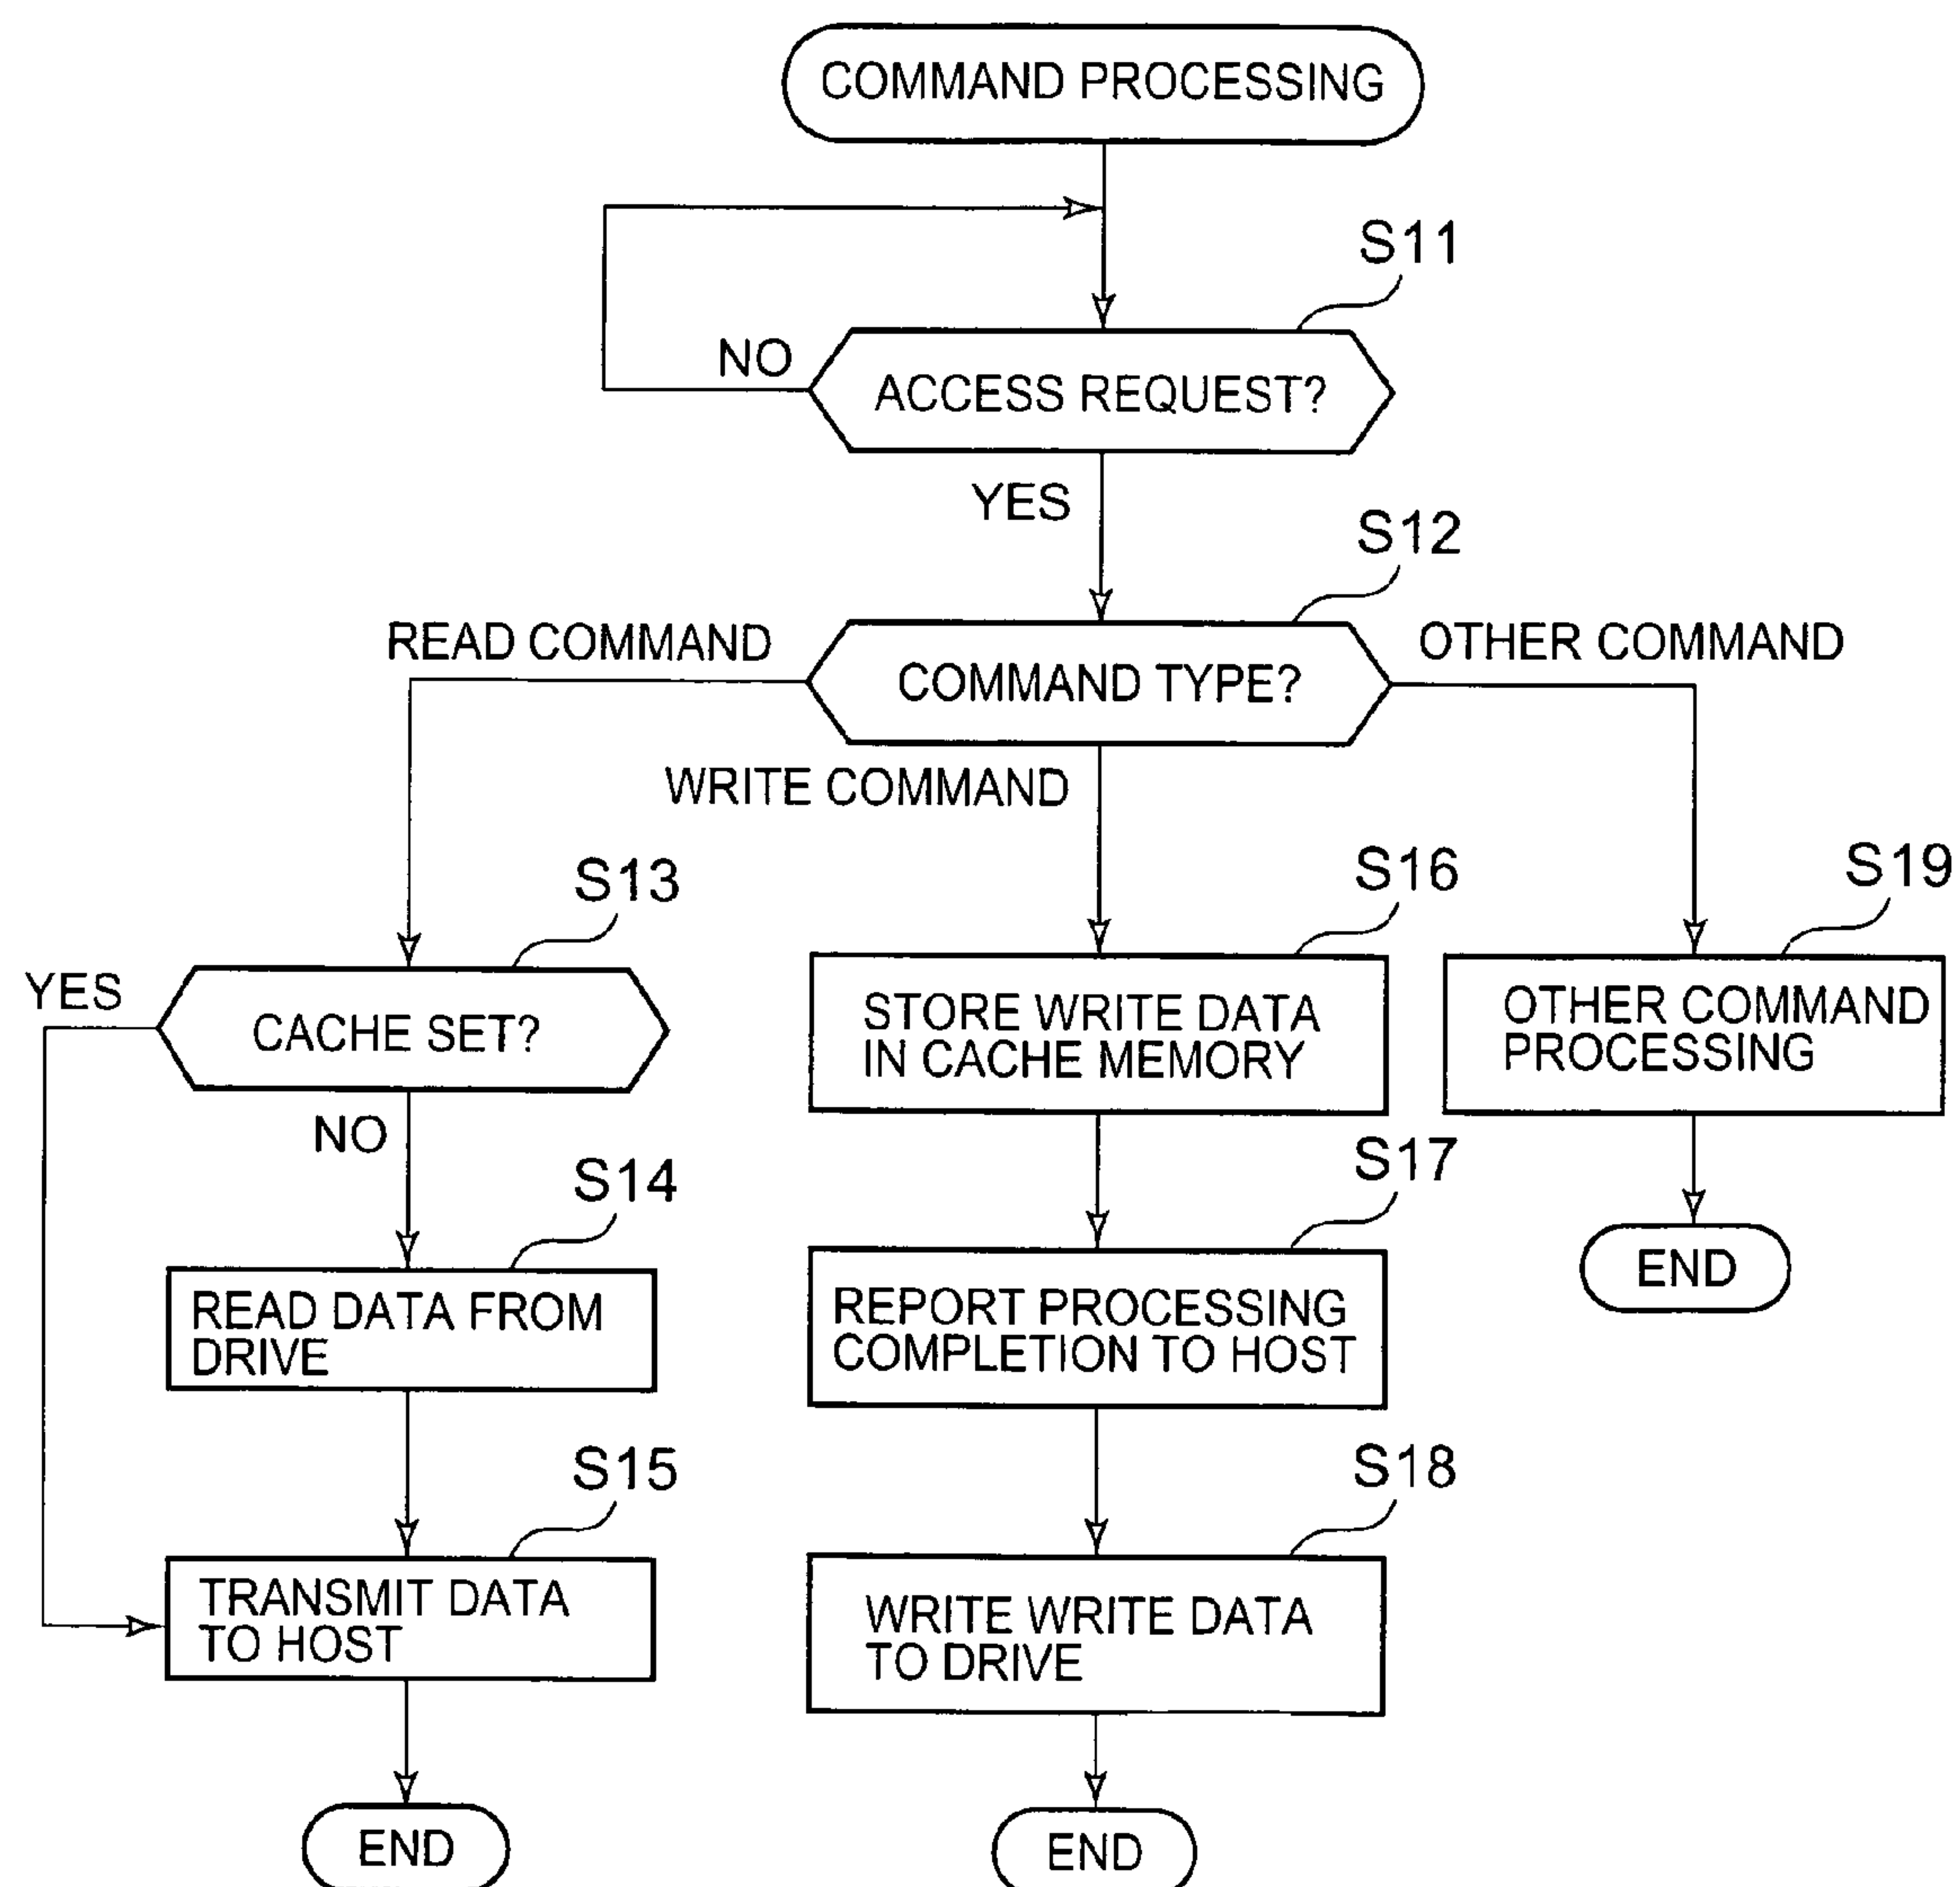 COMMAND PROCESSING
S11
NO
ACCESS REQUEST?
YES
S12
READ COMMAND
OTHER COMMAND
COMMAND TYPE?
WRITE COMMAND
S13
S16
S19
YES
CACHE SET?
STORE WRITE DATA
IN CACHE MEMORY
OTHER COMMAND
PROCESSING
NO
S14
S17
READ DATA FROM
DRIVE
REPORT PROCESSING
COMPLETION TO HOST
END
S15
S18
TRANSMIT DATA
TO HOST
WRITE WRITE DATA
TO DRIVE
END
END